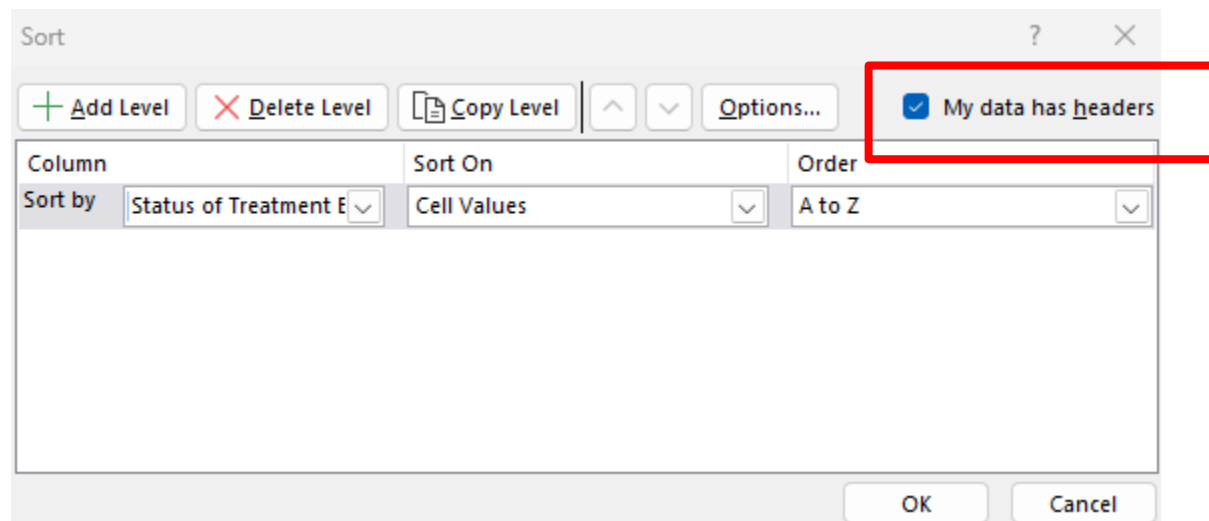 Sort ?
Add Level Delete Level Copy Level Options... My data has headers
Column Sort On Order
Sort by Status of Treatment E Cell Values A to Z
OK Cancel